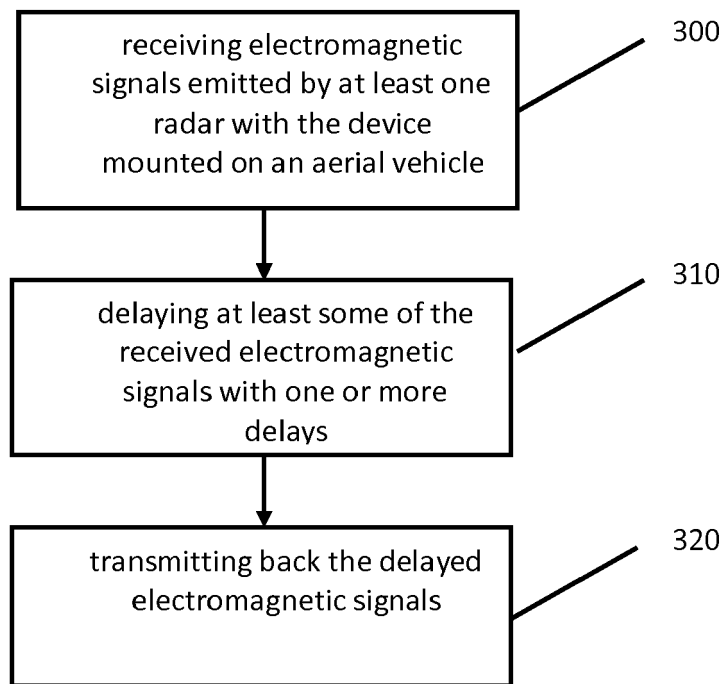 receiving electromagnetic
signals emitted by at least one
radar with the device
mounted on an aerial vehicle
300
delaying at least some of the
received electromagnetic
signals with one or more
delays
310
transmitting back the delayed
electromagnetic signals
320